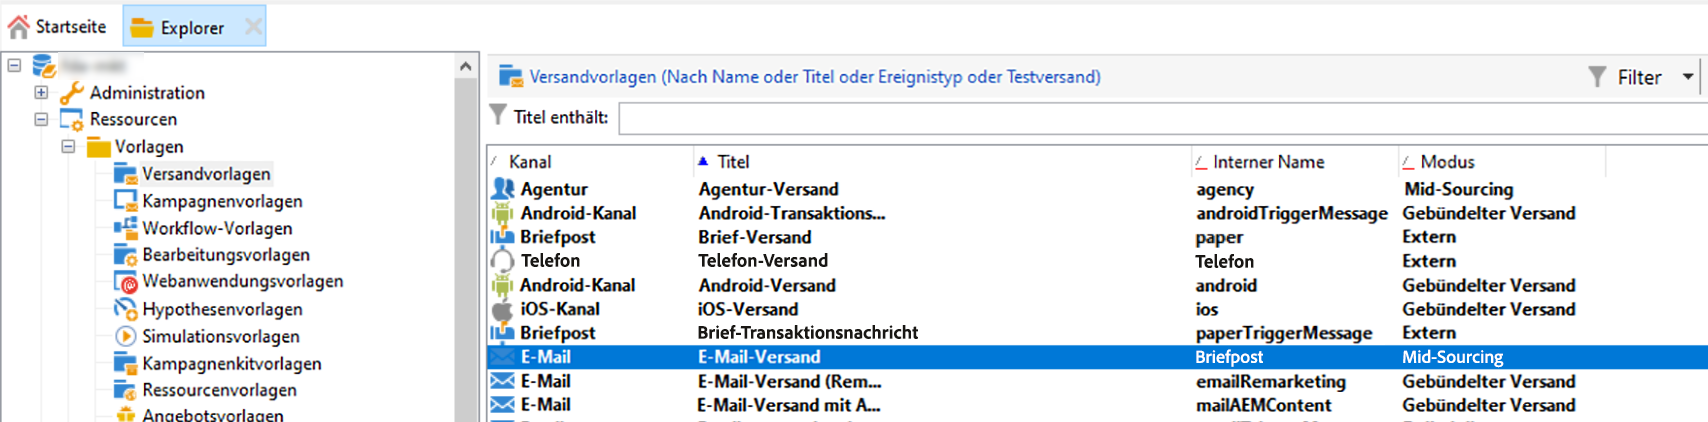 Startseite
Explorer
Administration
Ressourcen
Vorlagen
Versandvorlagen
Kampagnenvorlagen
Workflow-Vorlagen
Bearbeitungsvorlagen
Webanwendungsvorlagen
Hypothesenvorlagen
Simulationsvorlagen
Kampagnenkitvorlagen
Ressourcenvorlagen
Angebotsvorlagen
Versandvorlagen (Nach Name oder Titel oder Ereignistyp oder Testversand)
Filter
Titel enthält:
Kanal Titel Interner Name Modus
Agentur Agentur-Versand agency Mid-Sourcing
Android-Kanal Android-Transaktions... androidTriggerMessage Gebündelter Versand
Briefpost Brief-Versand paper Extern
Telefon Telefon-Versand Telefon Extern
Android-Kanal Android-Versand android Gebündelter Versand
iOS-Kanal iOS-Versand ios Gebündelter Versand
Briefpost Brief-Transaktionsnachricht paperTriggerMessage Extern
E-Mail E-Mail-Versand Briefpost Mid-Sourcing
E-Mail E-Mail-Versand (Rem... emailRemarketing Gebündelter Versand
E-Mail E-Mail-Versand mit A... mailAEMContent Gebündelter Versand